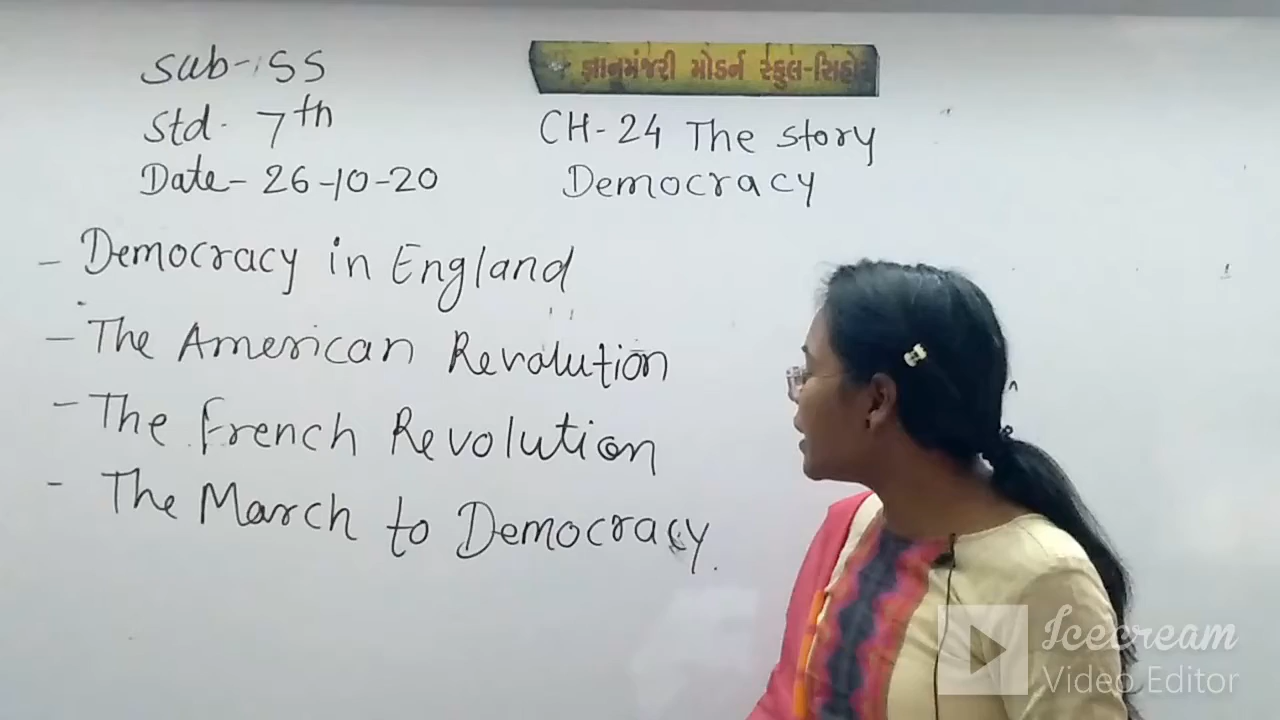 Sub-SS
Std. 7th
Date-26-10-20
જ્ઞાનમંજરી મોડર્ન સ્કુલ-સિહોર
CH-24 The story
Democracy
- Democracy in England
- The American Revolution
- The French Revolution
- The March to Democracy.
Icecream
Video Editor